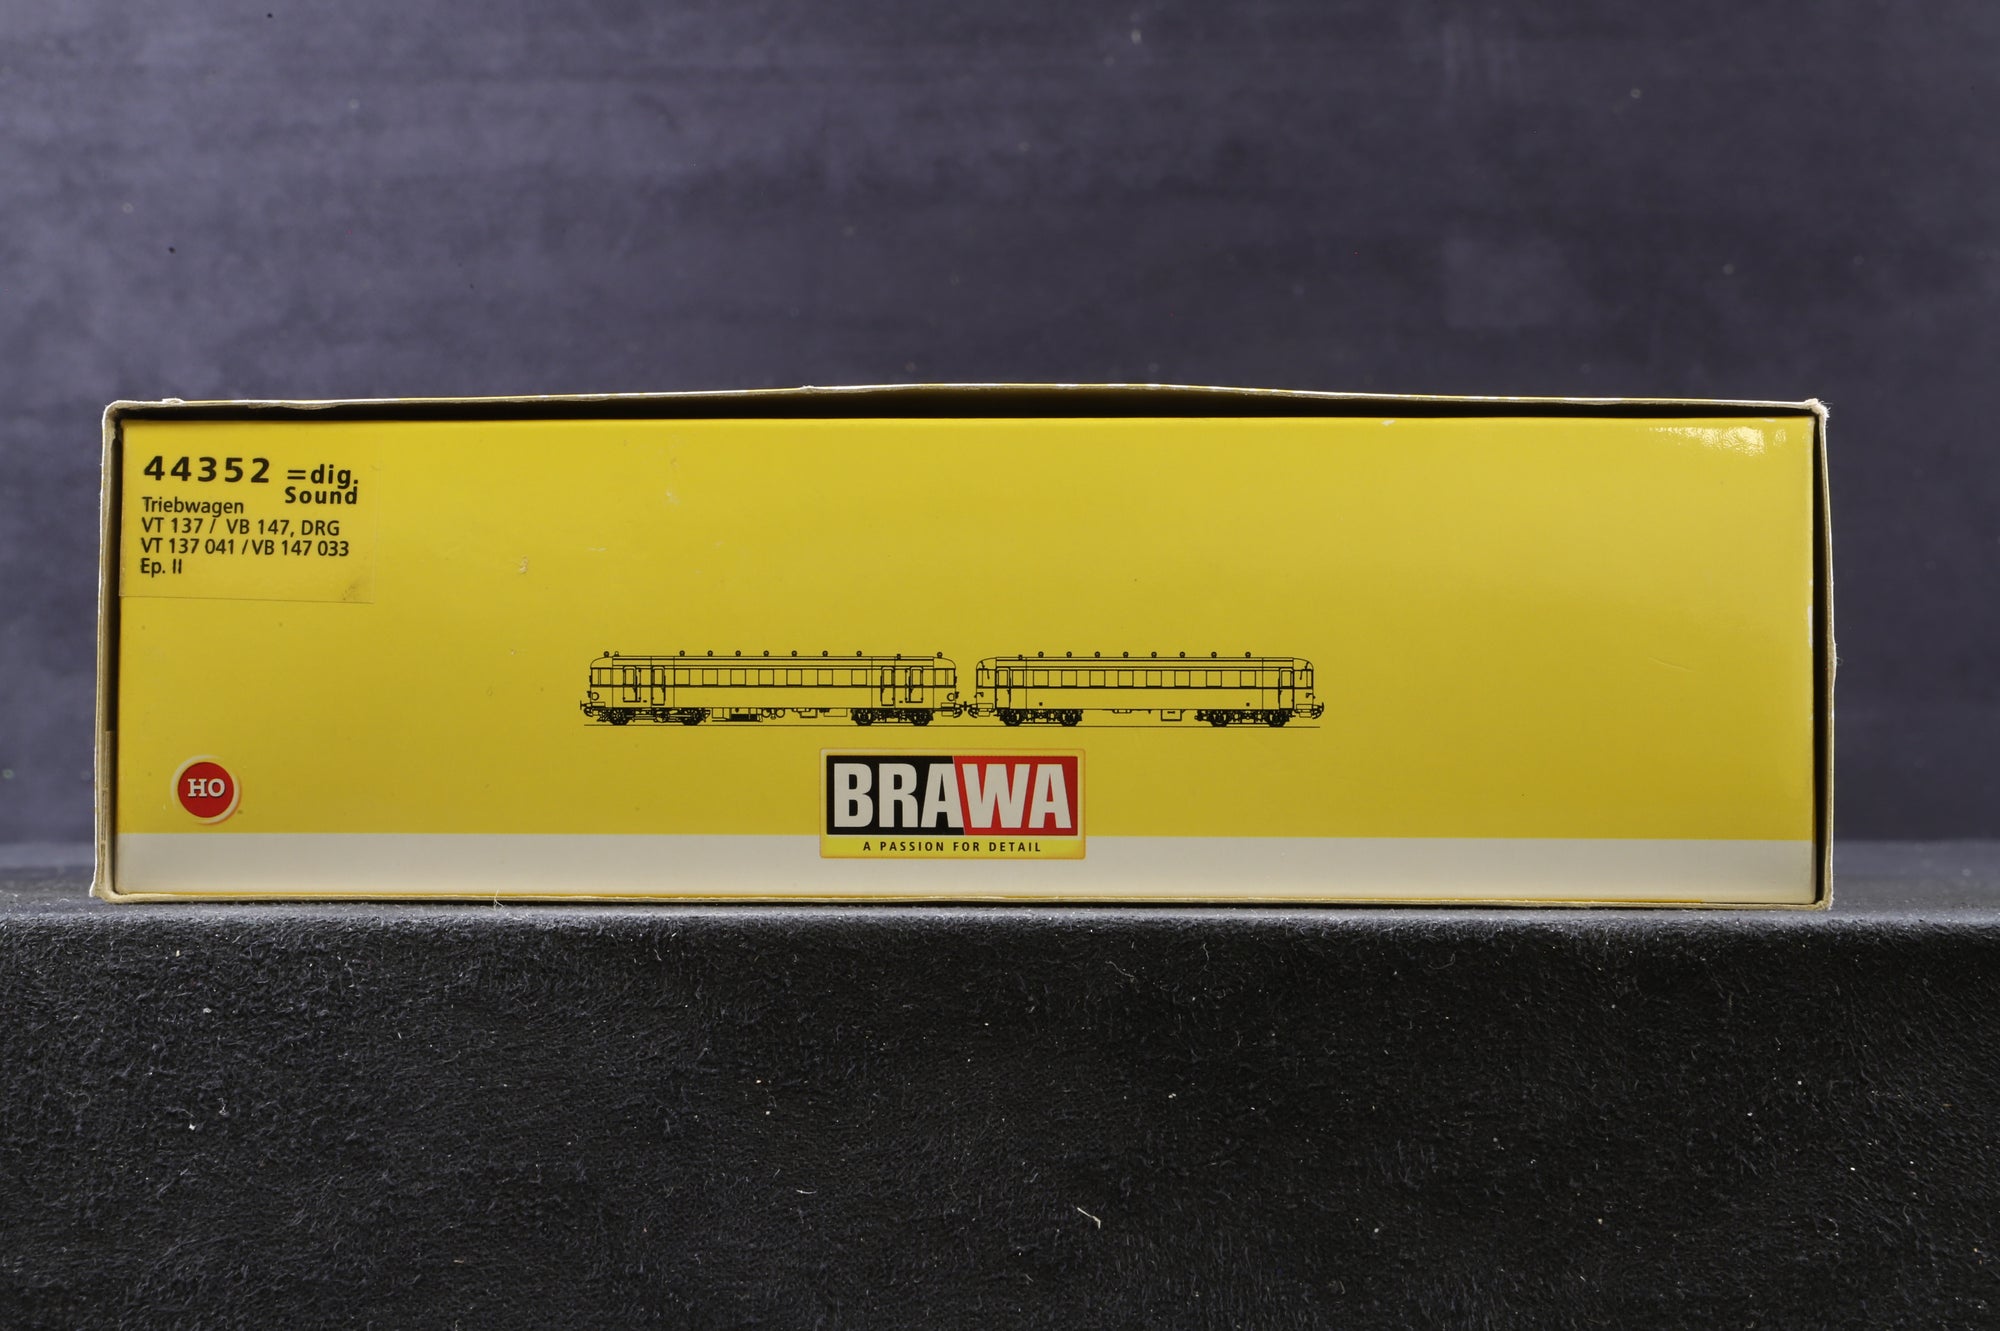 44352 =dig.
Sound
Triebwagen
VT 137 / VB 147, DRG
VT 137 041 / VB 147 033
Ep. II
HO
BRAWA
A PASSION FOR DETAIL